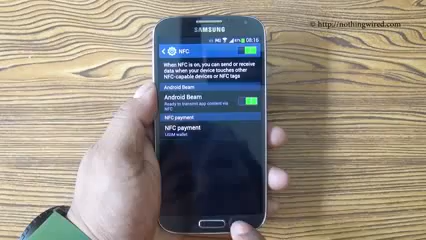 © http://nothingwired.com
SAMSUNG
08:16
NFC
When NFC is on, you can send or receive
data when your device touches other
NFC-capable devices or NFC tags
Android Beam
Android Beam
Ready to transmit app content via
NFC
NFC payment
NFC payment
USIM wallet